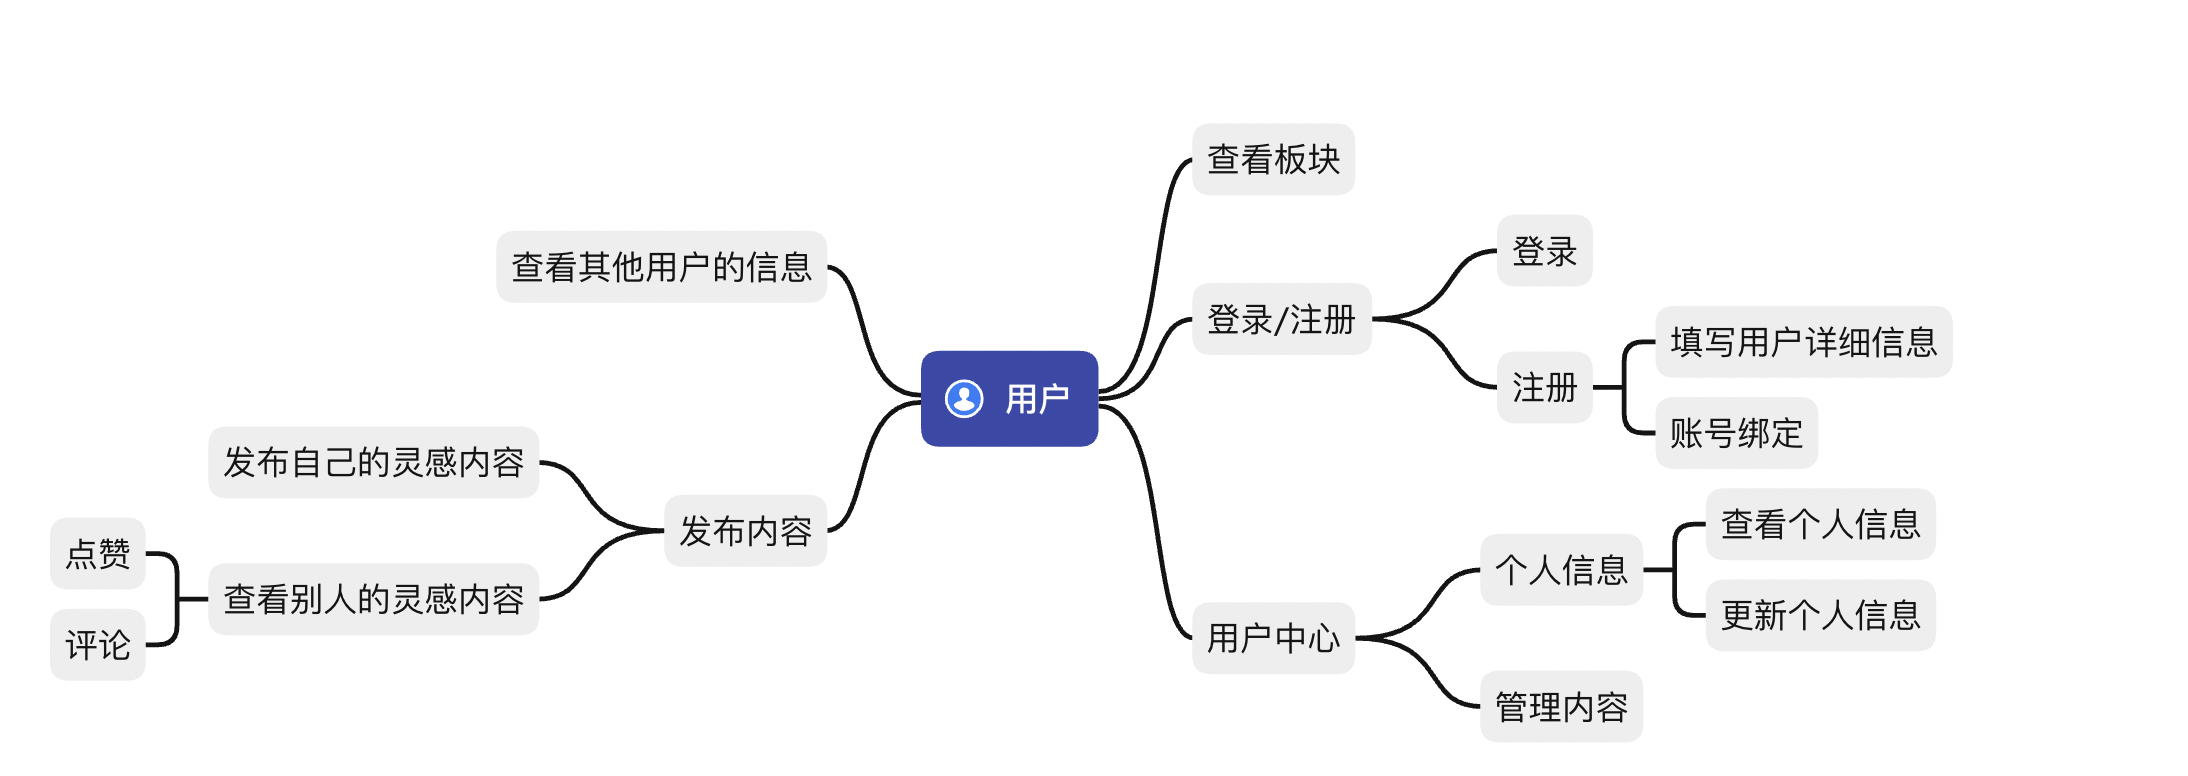 查看板块
登录
查看其他用户的信息
登录/注册
填写用户详细信息
用户
注册
账号绑定
发布自己的灵感内容
查看个人信息
发布内容
点赞
个人信息
查看别人的灵感内容
更新个人信息
评论
用户中心
管理内容